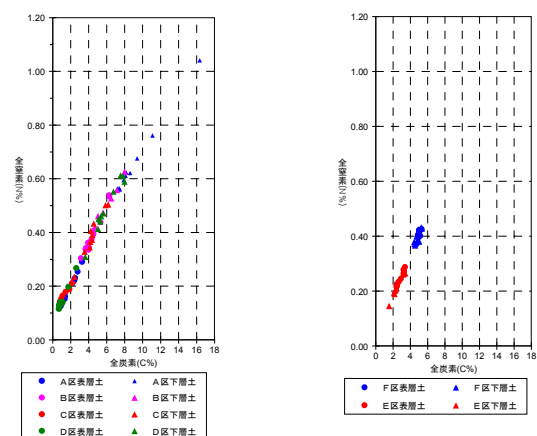 1.20
1.00
0.80
0.60
0.40
0.20
0.00
全窒素(N%)
0 2 4 6 8 10 12 14 16 18
全炭素(C%)
A区表層土 A区下層土
B区表層土 B区下層土
C区表層土 C区下層土
D区表層土 D区下層土
1.20
1.00
0.80
0.60
0.40
0.20
0.00
全窒素(N%)
0 2 4 6 8 10 12 14 16 18
全炭素(C%)
F区表層土 F区下層土
E区表層土 E区下層土